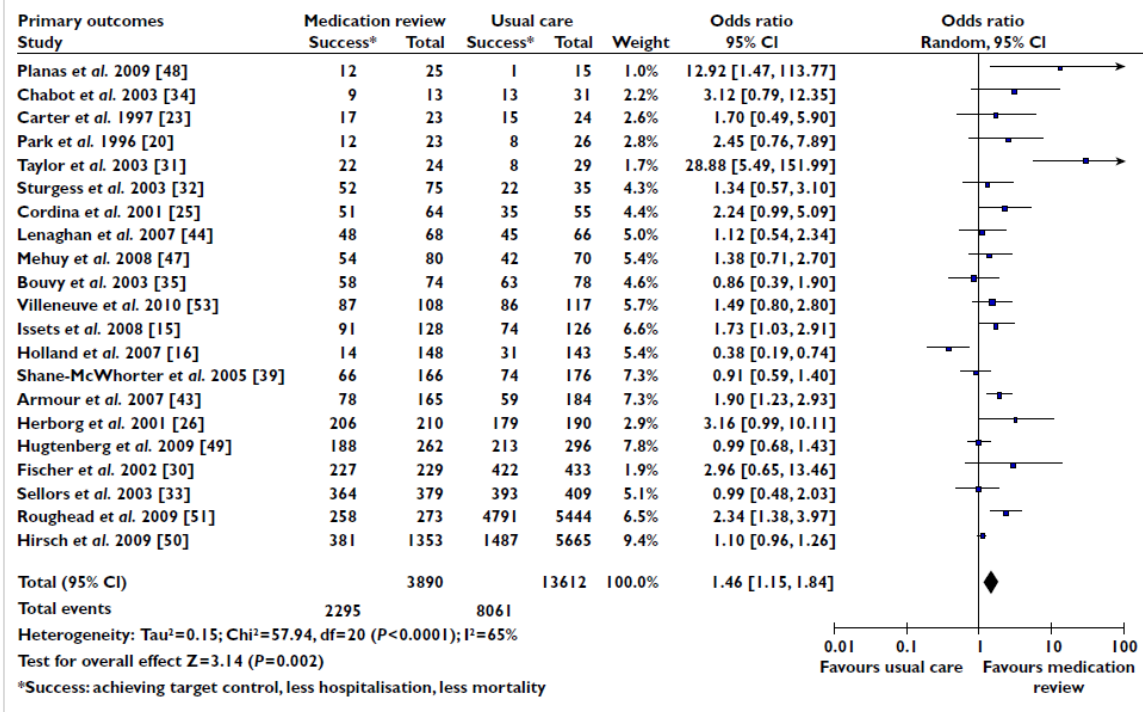 Primary outcomes Medication review Usual care Odds ratio Odds ratio
Study Success* Total Success* Total Weight 95% CI Random, 95% CI
Planas et al. 2009 [48] 12 25 1 15 1.0% 12.92 [1.47, 113.77]
Chabot et al. 2003 [34] 9 13 13 31 2.2% 3.12 [0.79, 12.35]
Carter et al. 1997 [23] 17 23 15 24 2.6% 1.70 [0.49, 5.90]
Park et al. 1996 [20] 12 23 8 26 2.8% 2.45 [0.76, 7.89]
Taylor et al. 2003 [31] 22 24 8 29 1.7% 28.88 [5.49, 151.99]
Sturgess et al. 2003 [32] 52 75 22 35 4.3% 1.34 [0.57, 3.10]
Cordina et al. 2001 [25] 51 64 35 55 4.4% 2.24 [0.99, 5.09]
Lenaghan et al. 2007 [44] 48 68 45 66 5.0% 1.12 [0.54, 2.34]
Mehuy et al. 2008 [47] 54 80 42 70 5.4% 1.38 [0.71, 2.70]
Bouvy et al. 2003 [35] 58 74 63 78 4.6% 0.86 [0.39, 1.90]
Villeneuve et al. 2010 [53] 87 108 86 117 5.7% 1.49 [0.80, 2.80]
Issets et al. 2008 [15] 91 128 74 126 6.6% 1.73 [1.03, 2.91]
Holland et al. 2007 [16] 14 148 31 143 5.4% 0.38 [0.19, 0.74]
Shane-McWhorter et al. 2005 [39] 66 166 74 176 7.3% 0.91 [0.59, 1.40]
Armour et al. 2007 [43] 78 165 59 184 7.3% 1.90 [1.23, 2.93]
Herborg et al. 2001 [26] 206 210 179 190 2.9% 3.16 [0.99, 10.11]
Hugtenberg et al. 2009 [49] 188 262 213 296 7.8% 0.99 [0.68, 1.43]
Fischer et al. 2002 [30] 227 229 422 433 1.9% 2.96 [0.65, 13.46]
Sellors et al. 2003 [33] 364 379 393 409 5.1% 0.99 [0.48, 2.03]
Roughead et al. 2009 [51] 258 273 4791 5444 6.5% 2.34 [1.38, 3.97]
Hirsch et al. 2009 [50] 381 1353 1487 5665 9.4% 1.10 [0.96, 1.26]
Total (95% CI) 3890 13612 100.0% 1.46 [1.15, 1.84]
Total events 2295 8061
Heterogeneity: Tau²=0.15; Chi²=57.94, df=20 (P<0.0001); I²=65%
Test for overall effect Z=3.14 (P=0.002)
*Success: achieving target control, less hospitalisation, less mortality
0.01 0.1 1 10 100
Favours usual care Favours medication
review